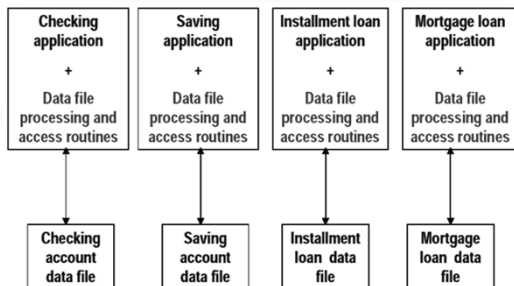 Checking
application
+
Data file
processing and
access routines
Saving
application
+
Data file
processing and
access routines
Installment loan
application
+
Data file
processing and
access routines
Mortgage loan
application
+
Data file
processing and
access routines
Checking
account
data file
Saving
account
data file
Installment
loan data
file
Mortgage
loan data
file